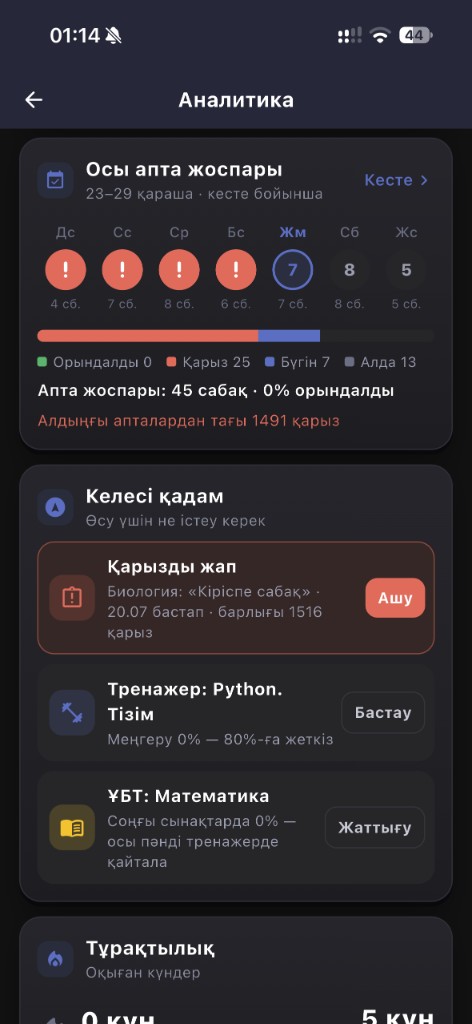 01:14
44
Аналитика
Осы апта жоспары
23–29 қараша · кесте бойынша
Кесте
Дс Сс Ср Бс Жм Сб Жс
! ! ! ! 7 8 5
4 сб. 7 сб. 8 сб. 6 сб. 7 сб. 8 сб. 5 сб.
Орындалды 0 Қарыз 25 Бүгін 7 Алда 13
Апта жоспары: 45 сабақ · 0% орындалды
Алдыңғы апталардан тағы 1491 қарыз
Келесі қадам
Өсу үшін не істеу керек
Қарызды жап
Биология: «Кіріспе сабақ» ·
20.07 бастап · барлығы 1516
қарыз
Ашу
Тренажер: Python.
Тізім
Меңгеру 0% — 80%-ға жеткіз
Бастау
ҰБТ: Математика
Соңғы сынақтарда 0% —
осы пәнді тренажерде
қайтала
Жаттығу
Тұрақтылық
Оқыған күндер
0 күн
5 күн